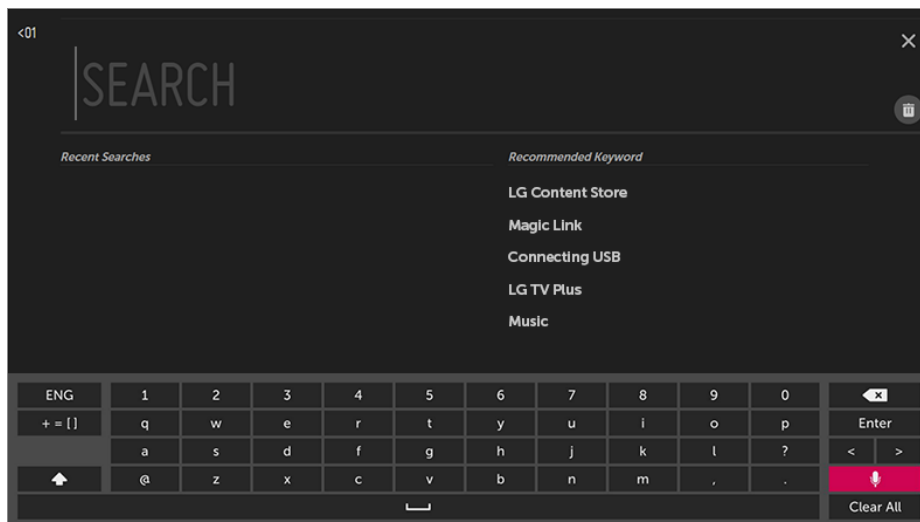 <01
SEARCH
Recent Searches
Recommended Keyword
LG Content Store
Magic Link
Connecting USB
LG TV Plus
Music
ENG 1 2 3 4 5 6 7 8 9 0
+ = [ ] q w e r t y u i o p Enter
a s d f g h j k l ? < >
@ z x c v b n m , .
Clear All